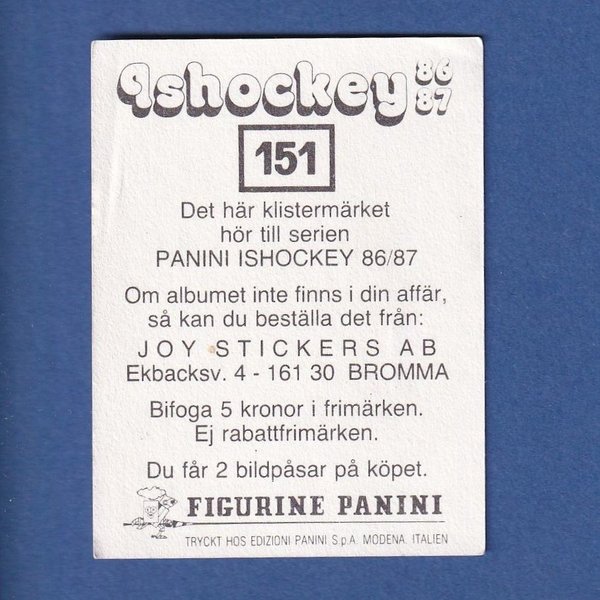 Ishockey 86
87
151
Det här klistermärket
hör till serien
PANINI ISHOCKEY 86/87
Om albumet inte finns i din affär,
så kan du beställa det från:
JOY STICKERS AB
Ekbacksv. 4 - 161 30 BROMMA
Bifoga 5 kronor i frimärken.
Ej rabattfrimärken.
Du får 2 bildpåsar på köpet.
FIGURINE PANINI
TRYCKT HOS EDIZIONI PANINI S.p.A. MODENA. ITALIEN